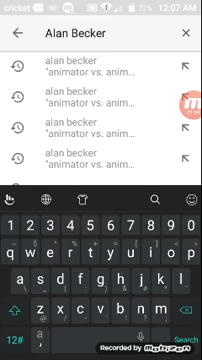 cricket 77% 12:07 AM
Alan Becker
alan becker
"animator vs. anim...
alan becker
"animator vs. anim...
alan becker
"animator vs. anim...
alan becker
"animator vs. anim...
1 2 3 4 5 6 7 8 9 0
q w e r t y u i o p
a s d f g h j k l
z x c v b n m
12# , Search
Recorded by Mobizen